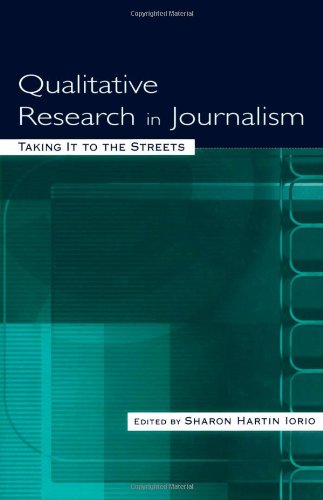 Qualitative
Research in Journalism
Taking It to the Streets
Edited by Sharon Hartin Iorio